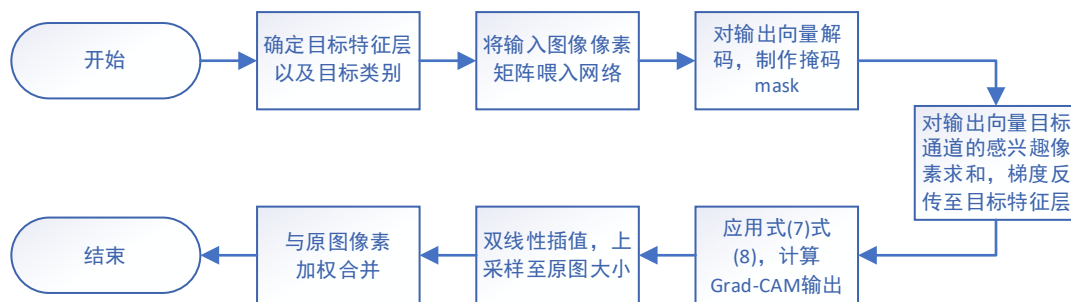 开始
确定目标特征层
以及目标类别
将输入图像像素
矩阵喂入网络
对输出向量解
码，制作掩码
mask
对输出向量目标
通道的感兴趣像
素求和，梯度反
传至目标特征层
应用式(7)式
(8)，计算
Grad-CAM输出
双线性插值，上
采样至原图大小
与原图像素
加权合并
结束